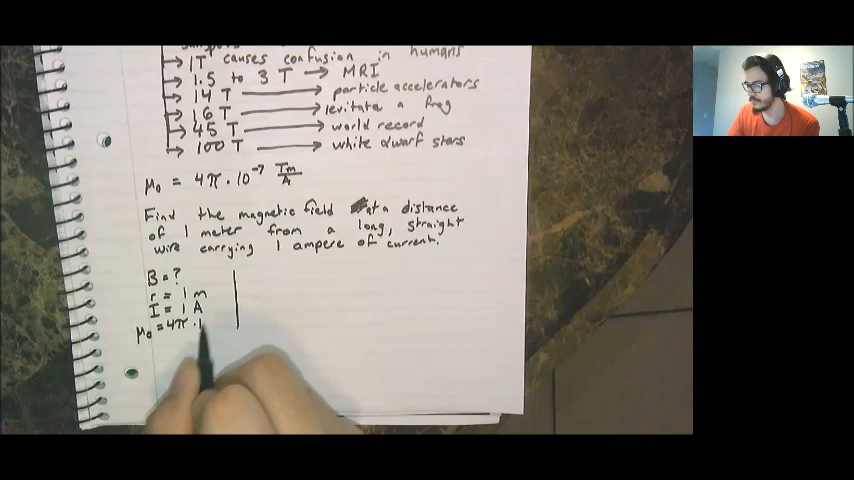 1T causes confusion in humans
1.5 to 3 T → MRI
14 T → particle accelerators
16 T → levitate a frog
45 T → world record
100 T → white dwarf stars
μ₀ = 4π · 10⁻⁷ Tm/A
Find the magnetic field at a distance
of 1 meter from a long, straight
wire carrying 1 ampere of current.
B = ?
r = 1 m
I = 1 A
μ₀ = 4π · 1